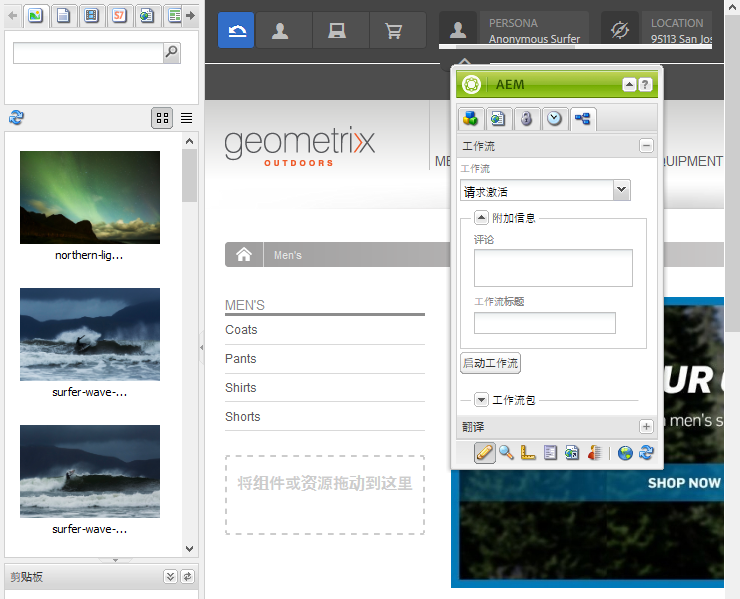 S7
PERSONA
Anonymous Surfer
LOCATION
95113 San Jos
AEM
geometrixx
OUTDOORS
ME
QUIPMENT
工作流
工作流
请求激活
附加信息
评论
工作流标题
启动工作流
工作流包
翻译
northern-lig...
surfer-wave-...
surfer-wave-...
剪贴板
Men's
MEN'S
Coats
Pants
Shirts
Shorts
将组件或资源拖动到这里
UR
men's s
SHOP NOW